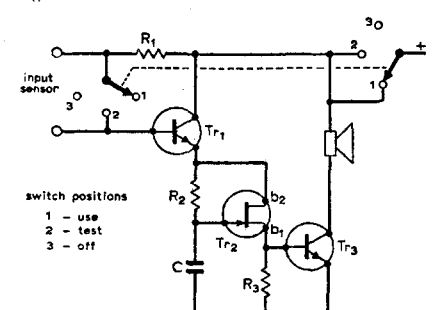 3
R1
2
+
input
sensor
3
1
1
2
Tr1
switch positions
1 – use
2 – test
3 – off
R2
b2
b1
Tr2
Tr3
C
R3